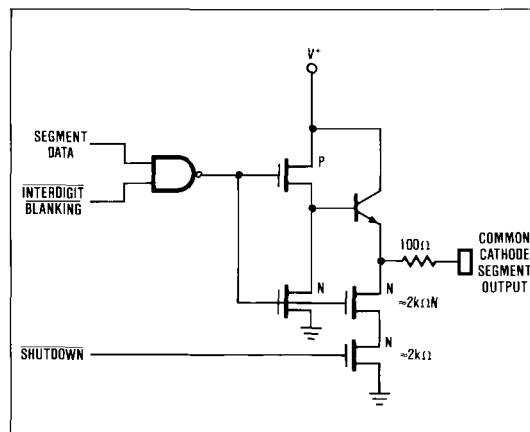 V⁺
SEGMENT
DATA
P
INTERDIGIT
BLANKING
100Ω
COMMON
CATHODE
SEGMENT
OUTPUT
N
N
≈2kΩN
SHUTDOWN
N
≈2kΩ